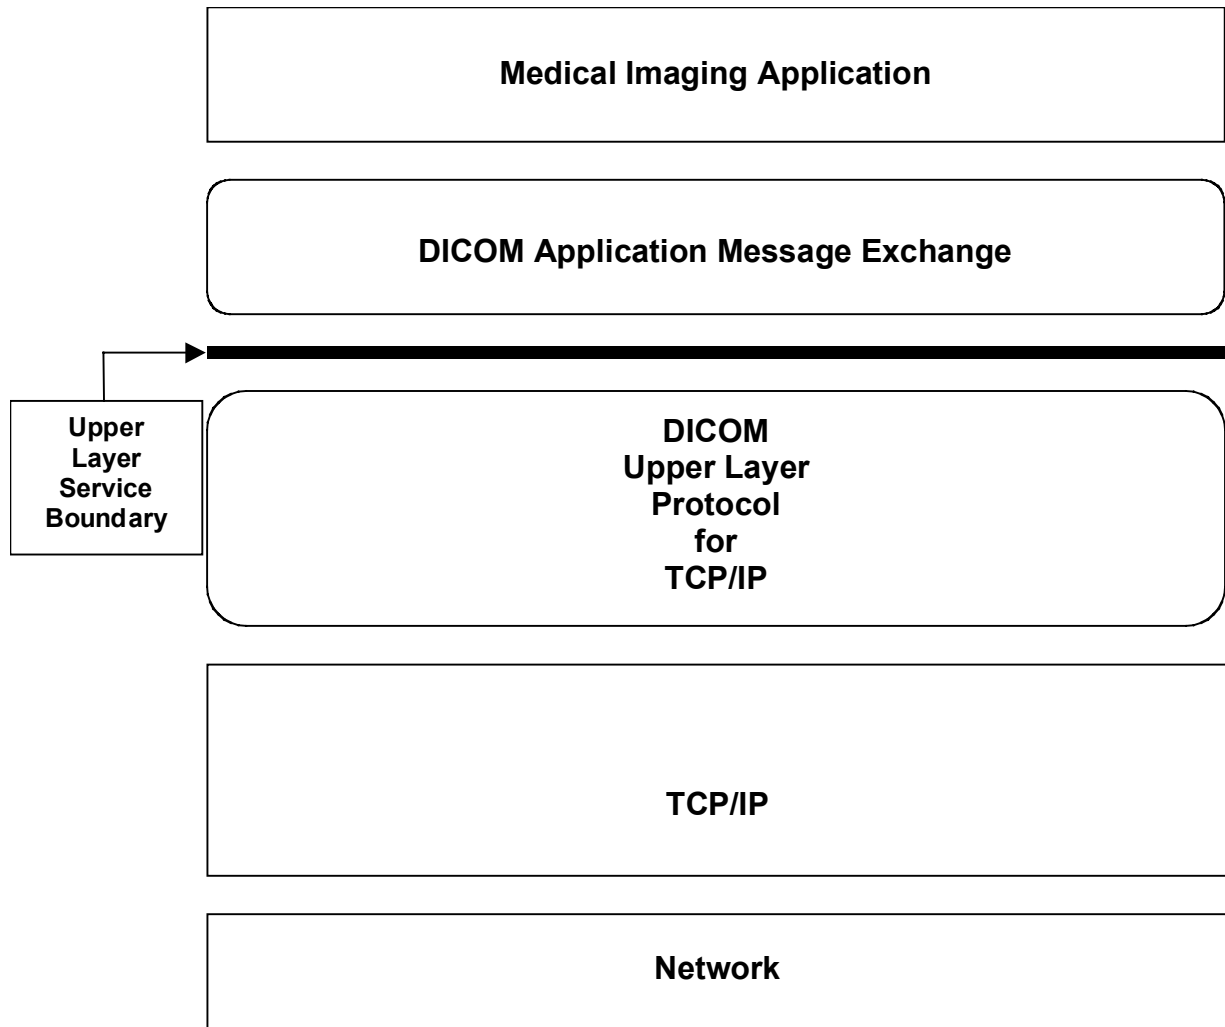 Medical Imaging Application
DICOM Application Message Exchange
Upper
Layer
Service
Boundary
DICOM
Upper Layer
Protocol
for
TCP/IP
TCP/IP
Network